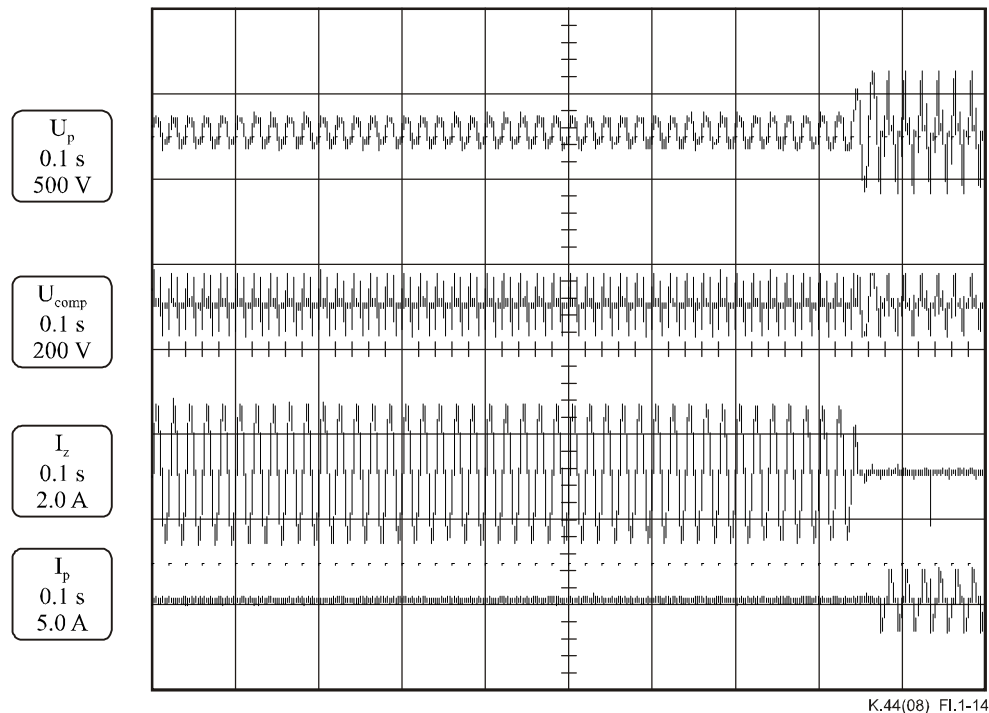 U_p
0.1 s
500 V
U_comp
0.1 s
200 V
I_z
0.1 s
2.0 A
I_p
0.1 s
5.0 A
K.44(08) FI.1-14